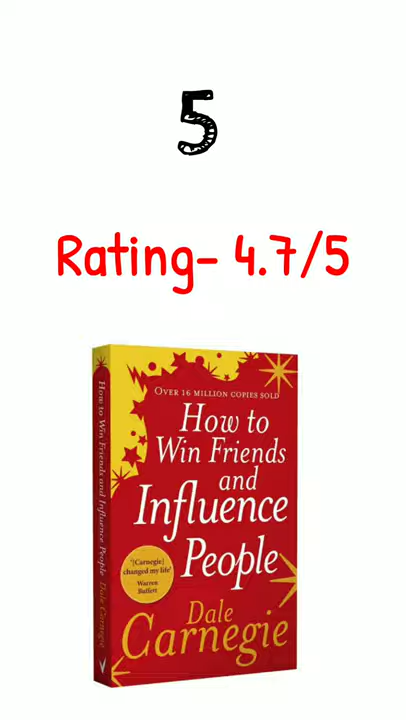 5
Rating- 4.7/5
OVER 16 MILLION COPIES SOLD
How to
Win Friends
and
Influence
People
'[Carnegie]
changed my life'
Warren
Buffett
Dale
Carnegie
How to Win Friends and Influence People Dale Carnegie